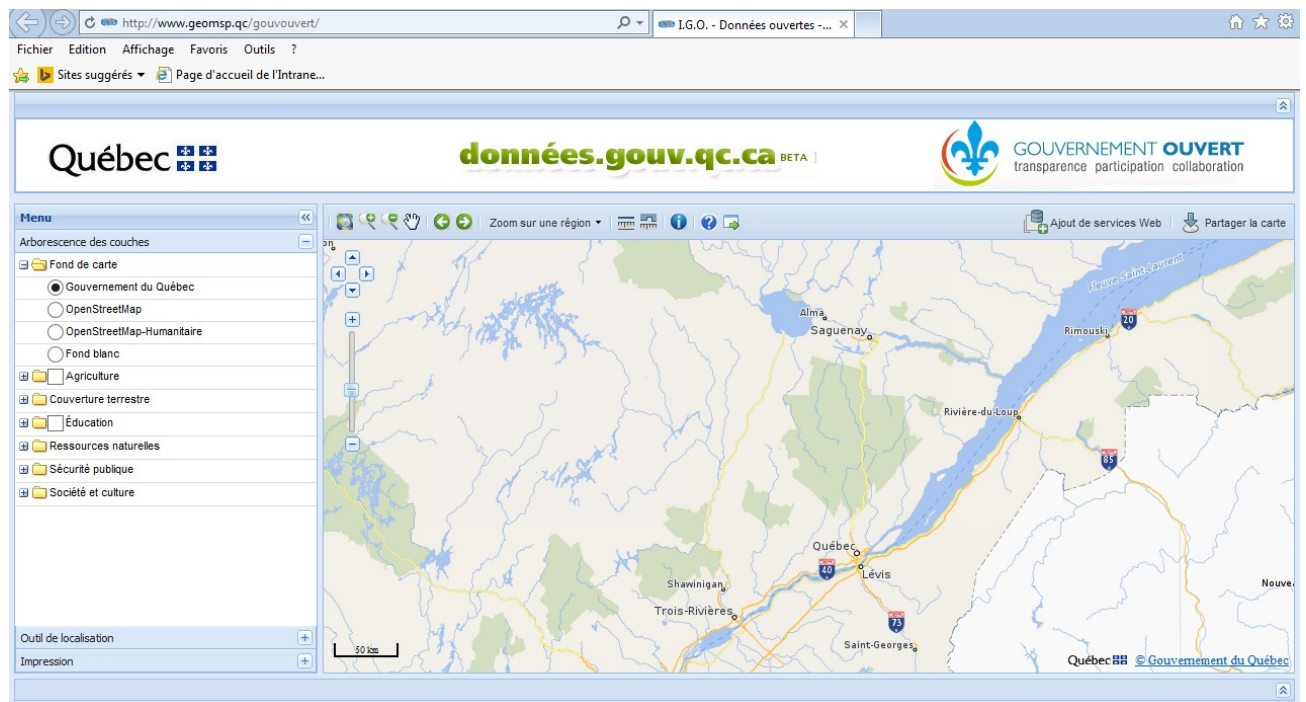 http://www.geomsp.qc/gouvouvert/
I.G.O. - Données ouvertes -...
Fichier Edition Affichage Favoris Outils ?
Sites suggérés Page d'accueil de l'Intrane...
Québec
données.gouv.qc.ca BETA
GOUVERNEMENT OUVERT
transparence participation collaboration
Menu
Arborescence des couches
Fond de carte
Gouvernement du Québec
OpenStreetMap
OpenStreetMap-Humanitaire
Fond blanc
Agriculture
Couverture terrestre
Éducation
Ressources naturelles
Sécurité publique
Société et culture
Outil de localisation
Impression
Zoom sur une région
Ajout de services Web
Partager la carte
Fleuve Saint-Laurent
Alma
Saguenay
20
Rimouski
Rivière-du-Loup
85
Québec
40
Lévis
Shawinigan
Nouve
Trois-Rivières
73
Saint-Georges
50 km
Québec © Gouvernement du Québec